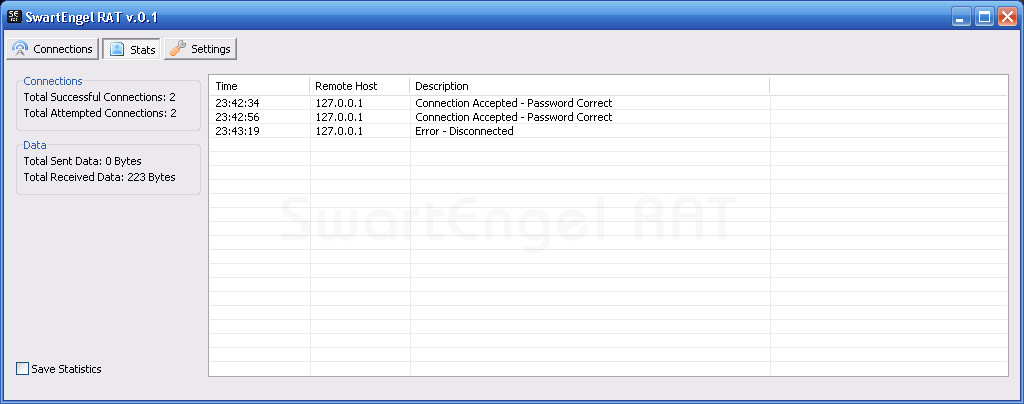 SE
SwartEngel RAT v.0.1
Connections Stats Settings
Connections
Total Successful Connections: 2
Total Attempted Connections: 2
Data
Total Sent Data: 0 Bytes
Total Received Data: 223 Bytes
Save Statistics
Time Remote Host Description
23:42:34 127.0.0.1 Connection Accepted - Password Correct
23:42:56 127.0.0.1 Connection Accepted - Password Correct
23:43:19 127.0.0.1 Error - Disconnected
SwartEngel RAT